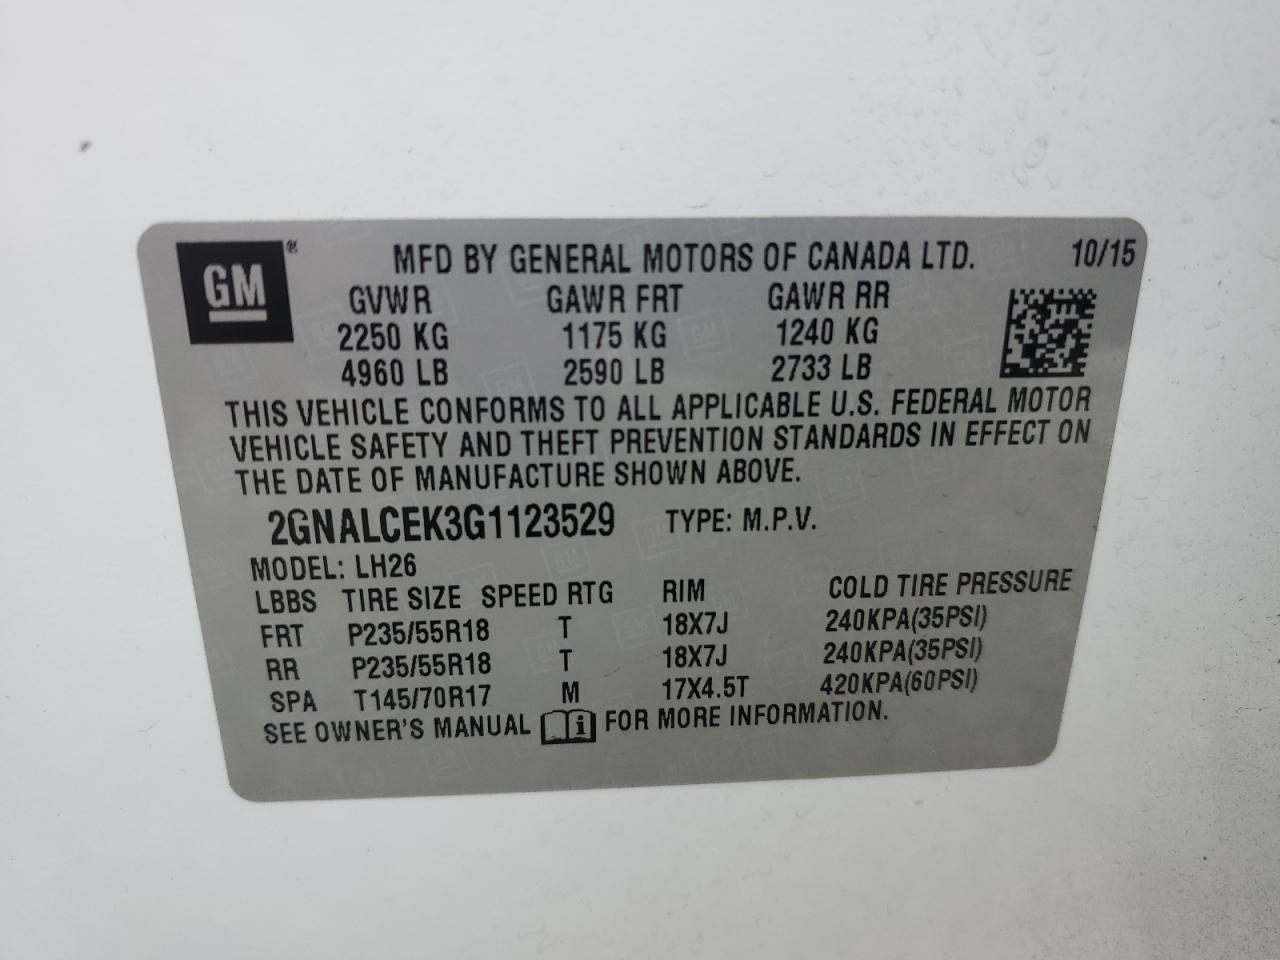 GM®
MFD BY GENERAL MOTORS OF CANADA LTD. 10/15
GVWR GAWR FRT GAWR RR
2250 KG 1175 KG 1240 KG
4960 LB 2590 LB 2733 LB
THIS VEHICLE CONFORMS TO ALL APPLICABLE U.S. FEDERAL MOTOR
VEHICLE SAFETY AND THEFT PREVENTION STANDARDS IN EFFECT ON
THE DATE OF MANUFACTURE SHOWN ABOVE.
2GNALCEK3G1123529 TYPE: M.P.V.
MODEL: LH26
LBBS TIRE SIZE SPEED RTG RIM COLD TIRE PRESSURE
FRT P235/55R18 T 18X7J 240KPA(35PSI)
RR P235/55R18 T 18X7J 240KPA(35PSI)
SPA T145/70R17 M 17X4.5T 420KPA(60PSI)
SEE OWNER'S MANUAL i FOR MORE INFORMATION.